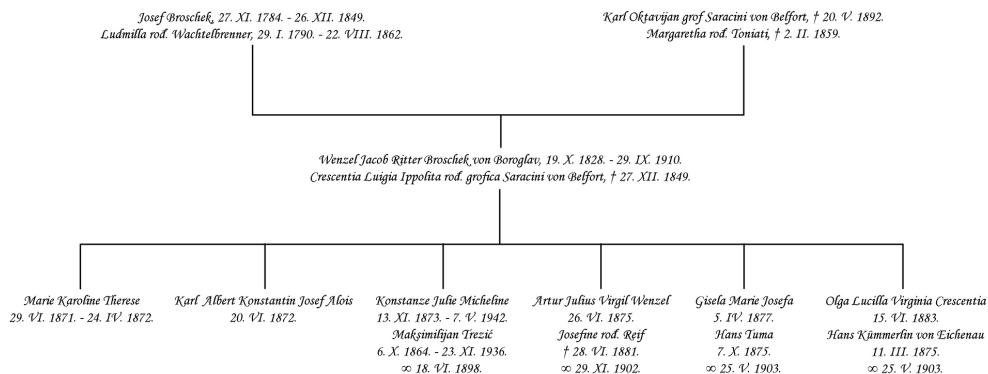 Josef Broschek, 27. XI. 1784. - 26. XII. 1849.
Ludmilla rođ. Wachtelbrenner, 29. I. 1790. - 22. VIII. 1862.
Karl Oktavijan grof Saracini von Belfort, † 20. V. 1892.
Margaretha rođ. Toniati, † 2. II. 1859.
Wenzel Jacob Ritter Broschek von Boroglav, 19. X. 1828. - 29. IX. 1910.
Crescentia Luigia Ippolita rođ. grofica Saracini von Belfort, † 27. XII. 1849.
Marie Karoline Therese
29. VI. 1871. - 24. IV. 1872.
Karl Albert Konstantin Josef Alois
20. VI. 1872.
Konstanze Julie Micheline
13. XI. 1873. - 7. V. 1942.
Maksimilijan Trezić
6. X. 1864. - 23. XI. 1936.
∞ 18. VI. 1898.
Artur Julius Virgil Wenzel
26. VI. 1875.
Josefine rođ. Reif
† 28. VI. 1881.
∞ 29. XI. 1902.
Gisela Marie Josefa
5. IV. 1877.
Hans Tuma
7. X. 1875.
∞ 25. V. 1903.
Olga Lucilla Virginia Crescentia
15. VI. 1883.
Hans Kümmerlin von Eichenau
11. III. 1875.
∞ 25. V. 1903.